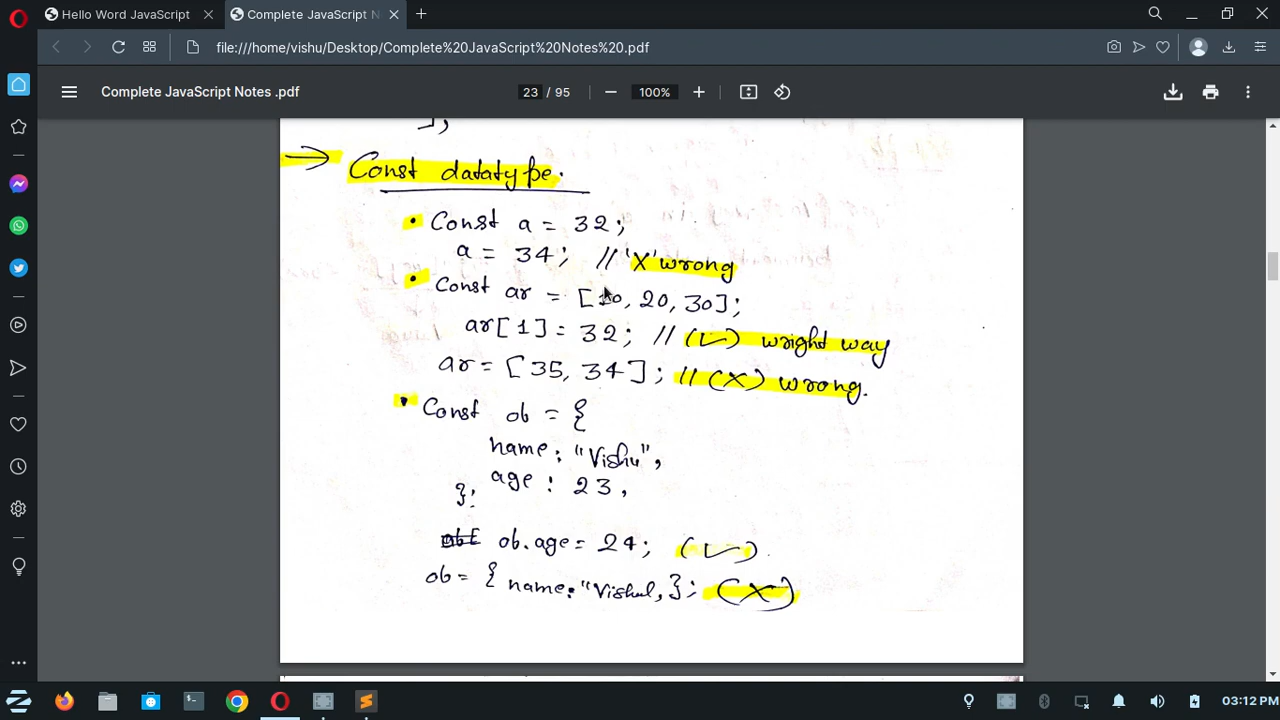 Hello Word JavaScript
Complete JavaScript N
file:///home/vishu/Desktop/Complete%20JavaScript%20Notes%20.pdf
Complete JavaScript Notes .pdf
23 / 95
100%
};
→ Const datatype.
• Const a = 32;
a = 34; // 'X' wrong
• Const ar = [10, 20, 30];
ar[1] = 32; // (✓) wright way
ar = [35, 34]; // (X) wrong.
• Const ob = {
name: "Vishu",
age : 23,
};
ob.age = 24; (✓).
ob = { name: "Vishul, }; (X)
03:12 PM